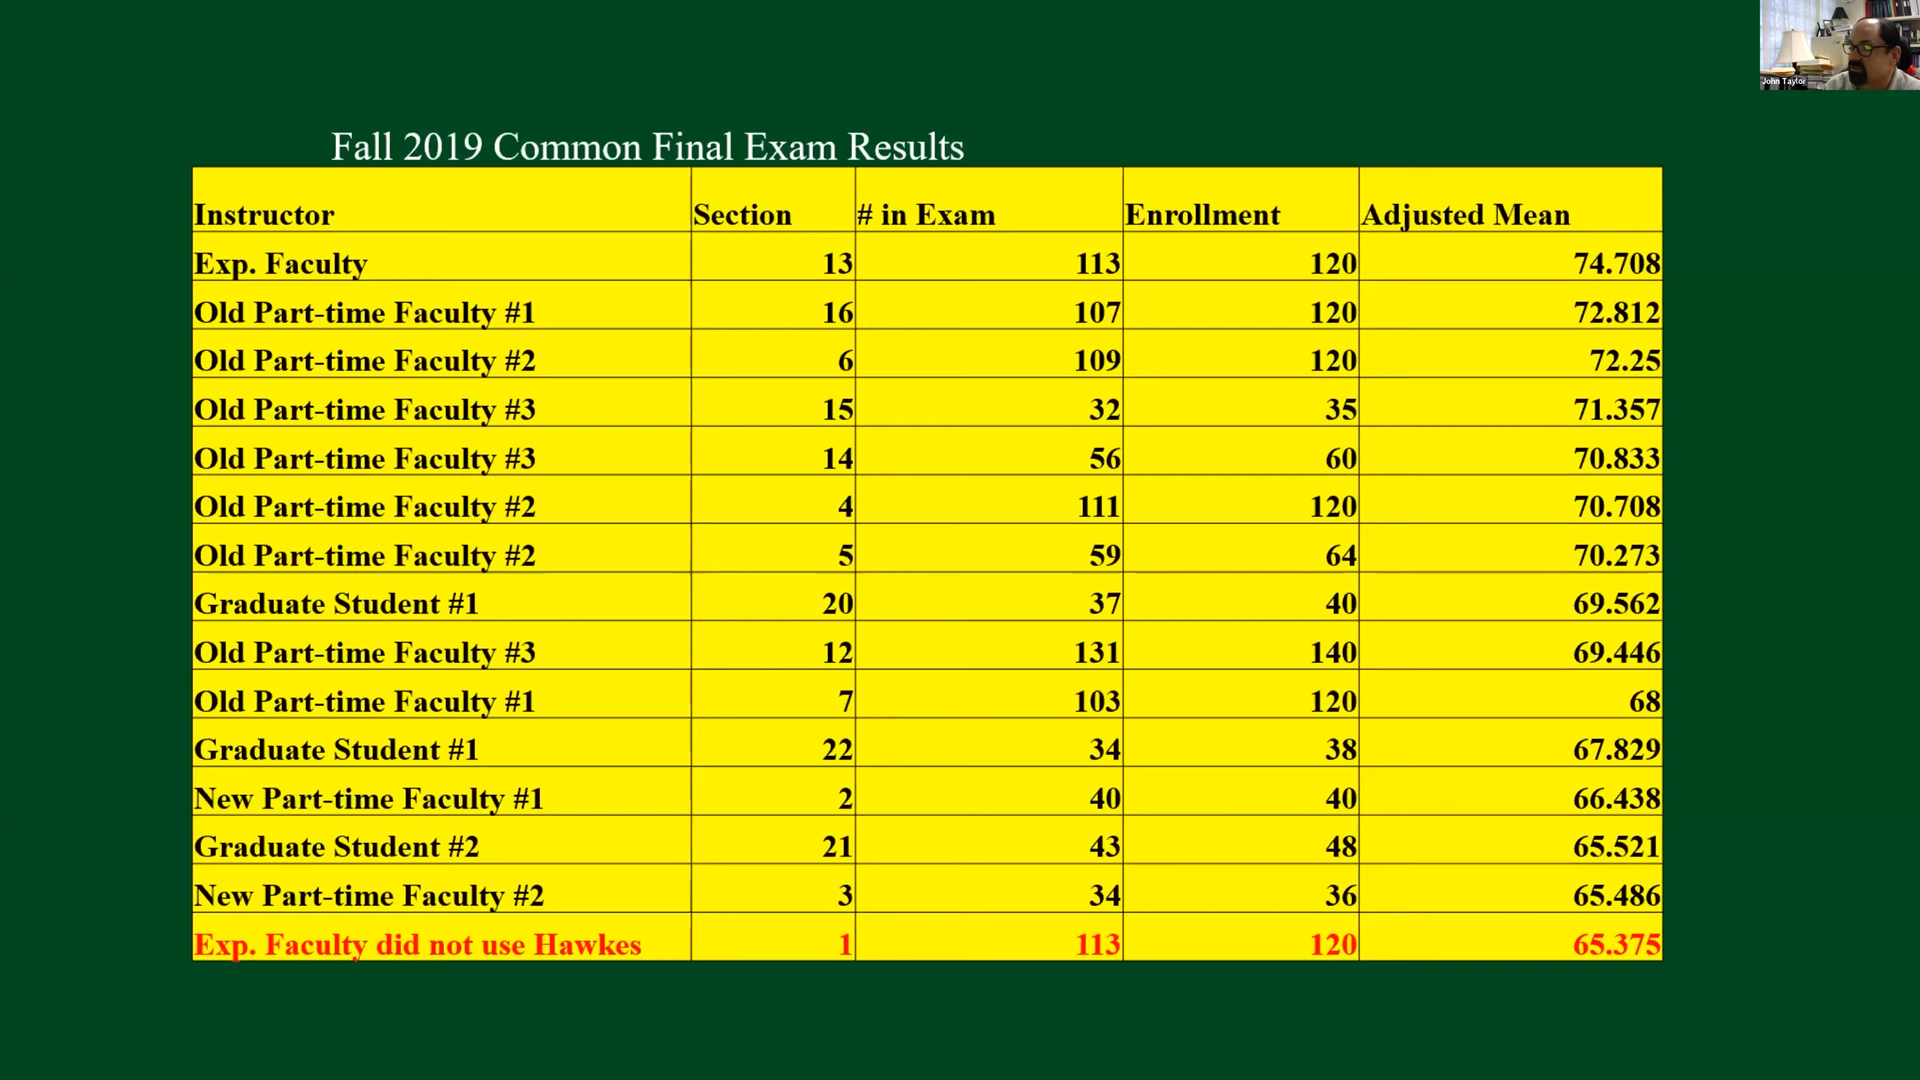 John Taylor
Fall 2019 Common Final Exam Results
Instructor Section # in Exam Enrollment Adjusted Mean
Exp. Faculty 13 113 120 74.708
Old Part-time Faculty #1 16 107 120 72.812
Old Part-time Faculty #2 6 109 120 72.25
Old Part-time Faculty #3 15 32 35 71.357
Old Part-time Faculty #3 14 56 60 70.833
Old Part-time Faculty #2 4 111 120 70.708
Old Part-time Faculty #2 5 59 64 70.273
Graduate Student #1 20 37 40 69.562
Old Part-time Faculty #3 12 131 140 69.446
Old Part-time Faculty #1 7 103 120 68
Graduate Student #1 22 34 38 67.829
New Part-time Faculty #1 2 40 40 66.438
Graduate Student #2 21 43 48 65.521
New Part-time Faculty #2 3 34 36 65.486
Exp. Faculty did not use Hawkes 1 113 120 65.375